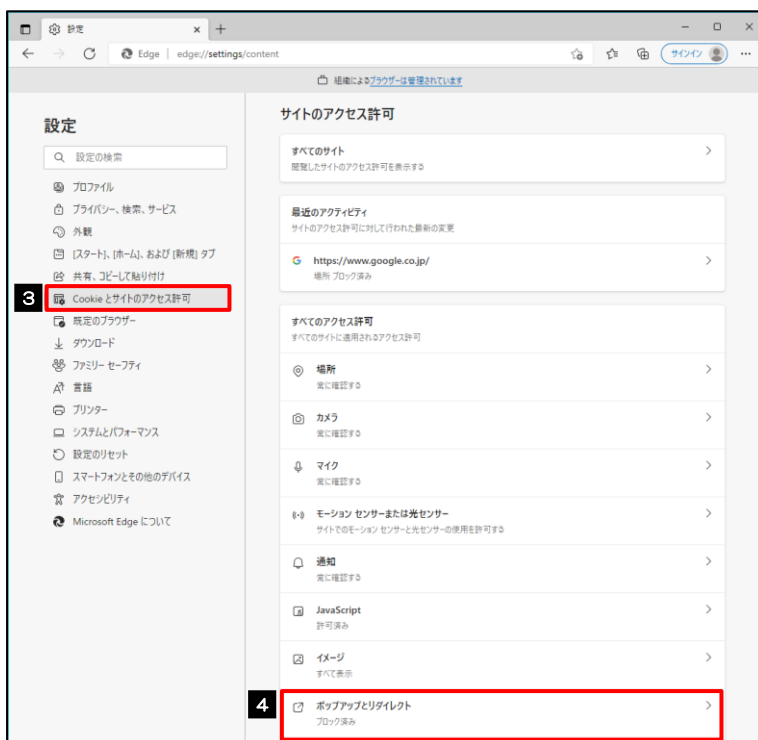 設定
Edge | edge://settings/content
サインイン
組織によるブラウザーは管理されています
設定
設定の検索
プロファイル
プライバシー、検索、サービス
外観
[スタート]、[ホーム]、および [新規] タブ
共有、コピーして貼り付け
3
Cookie とサイトのアクセス許可
既定のブラウザー
ダウンロード
ファミリー セーフティ
言語
プリンター
システムとパフォーマンス
設定のリセット
スマートフォンとその他のデバイス
アクセシビリティ
Microsoft Edge について
サイトのアクセス許可
すべてのサイト
閲覧したサイトのアクセス許可を表示する
最近のアクティビティ
サイトのアクセス許可に対して行われた最新の変更
https://www.google.co.jp/
場所 ブロック済み
すべてのアクセス許可
すべてのサイトに適用されるアクセス許可
場所
常に確認する
カメラ
常に確認する
マイク
常に確認する
モーション センサーまたは光センサー
サイトでのモーション センサーと光センサーの使用を許可する
通知
常に確認する
JavaScript
許可済み
イメージ
すべて表示
4
ポップアップとリダイレクト
ブロック済み